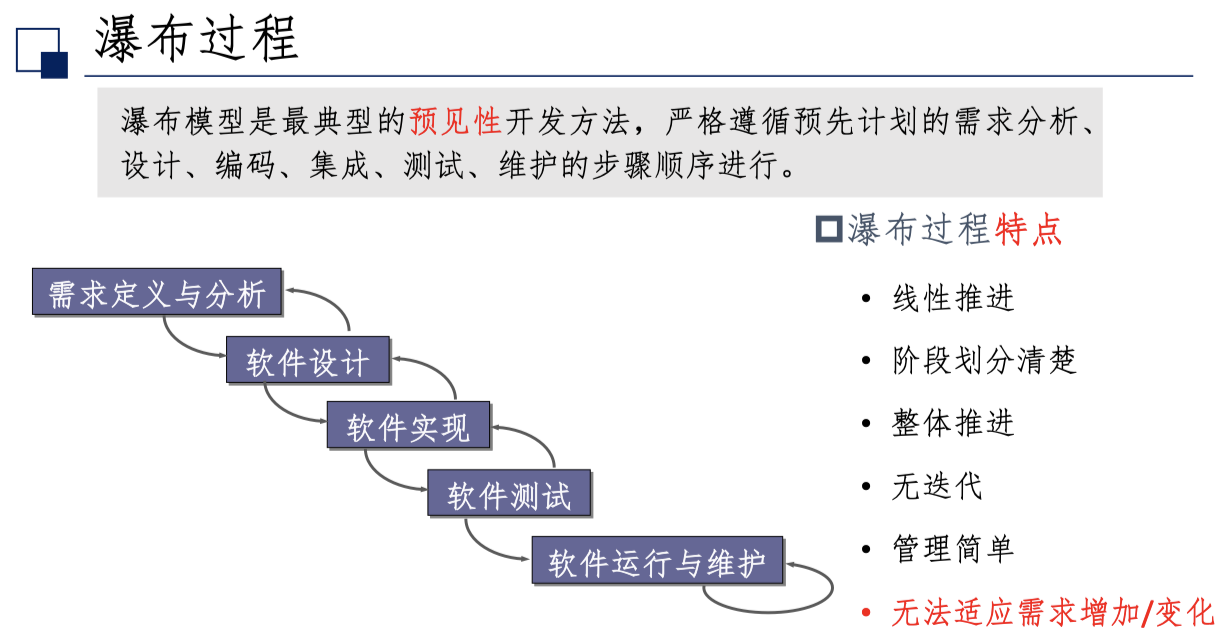 瀑布过程
瀑布模型是最典型的预见性开发方法，严格遵循预先计划的需求分析、
设计、编码、集成、测试、维护的步骤顺序进行。
需求定义与分析
软件设计
软件实现
软件测试
软件运行与维护
瀑布过程特点
• 线性推进
• 阶段划分清楚
• 整体推进
• 无迭代
• 管理简单
• 无法适应需求增加/变化